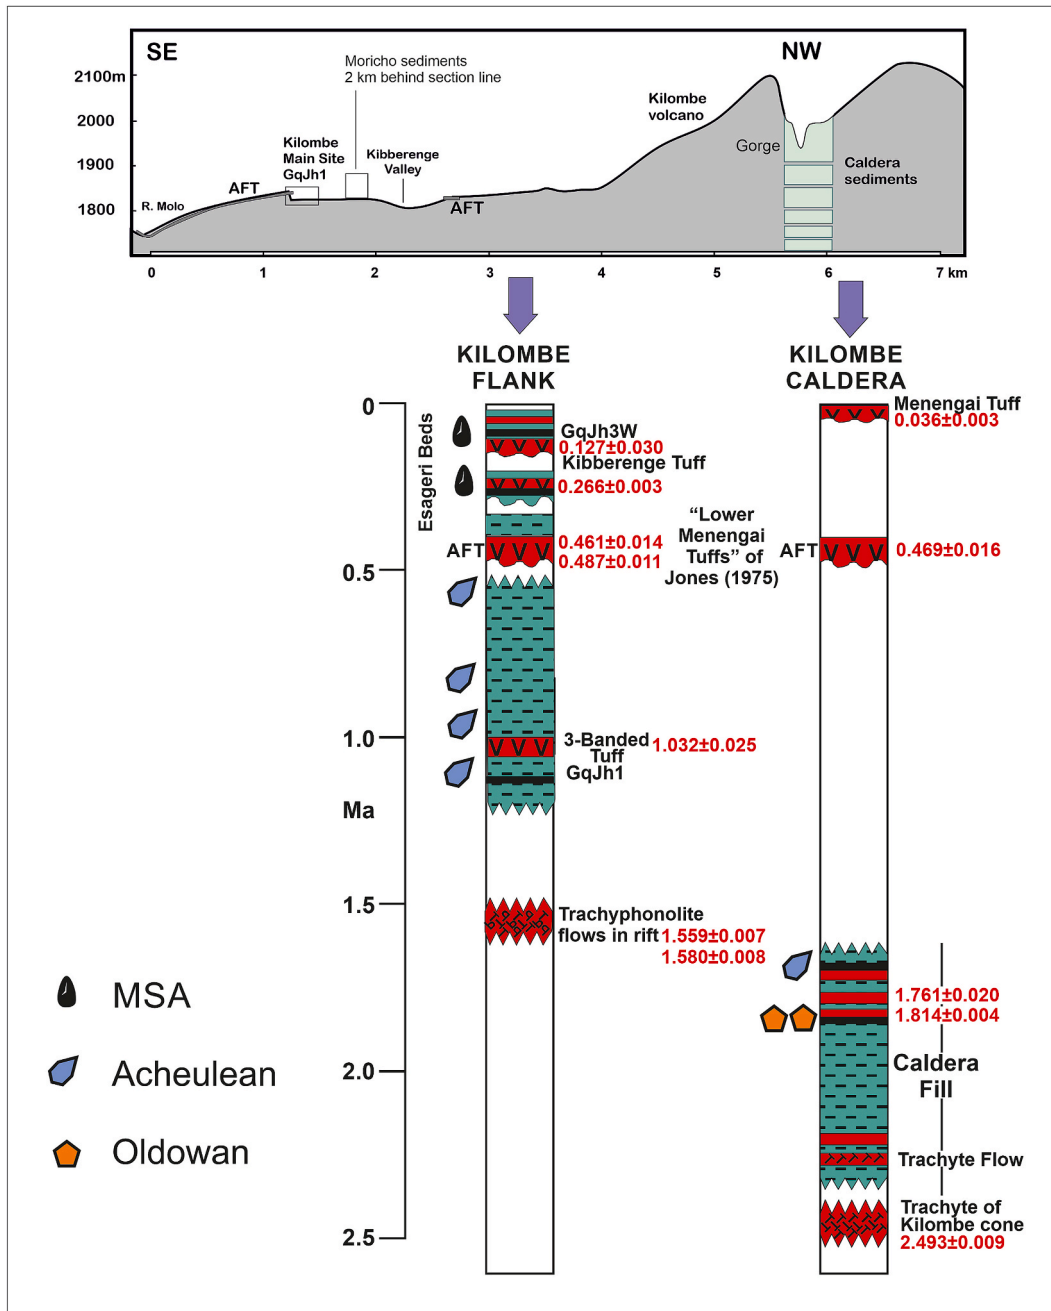 SE
NW
Moricho sediments
2 km behind section line
2100m
2000
1900
1800
Kilombe
volcano
Gorge
Caldera
sediments
Kilombe
Main Site
GqJh1
Kibberenge
Valley
AFT
AFT
R. Molo
0
1
2
3
4
5
6
7 km
KILOMBE
FLANK
KILOMBE
CALDERA
0
0.5
1.0
Ma
1.5
2.0
2.5
Esageri Beds
GqJh3W
0.127±0.030
Kibberenge Tuff
0.266±0.003
AFT
0.461±0.014
0.487±0.011
“Lower
Menengai
Tuffs” of
Jones (1975)
3-Banded
Tuff
1.032±0.025
GqJh1
Trachyphonolite
flows in rift
1.559±0.007
1.580±0.008
Menengai Tuff
0.036±0.003
AFT
0.469±0.016
1.761±0.020
1.814±0.004
Caldera
Fill
Trachyte Flow
Trachyte of
Kilombe cone
2.493±0.009
MSA
Acheulean
Oldowan